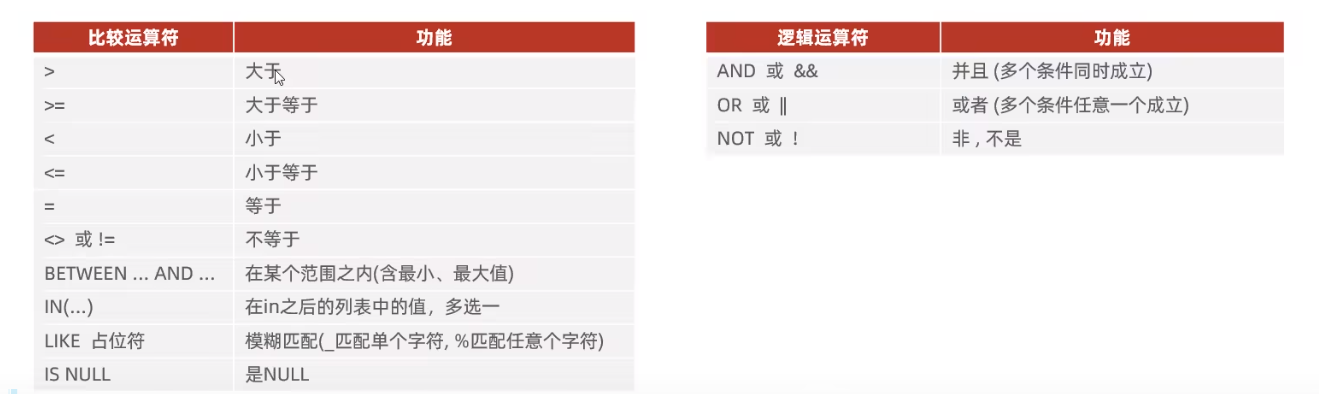 比较运算符 功能
> 大于
>= 大于等于
< 小于
<= 小于等于
= 等于
<> 或 != 不等于
BETWEEN ... AND ... 在某个范围之内(含最小、最大值)
IN(...) 在in之后的列表中的值，多选一
LIKE 占位符 模糊匹配(_匹配单个字符, %匹配任意个字符)
IS NULL 是NULL
逻辑运算符 功能
AND 或 && 并且 (多个条件同时成立)
OR 或 || 或者 (多个条件任意一个成立)
NOT 或 ! 非 , 不是